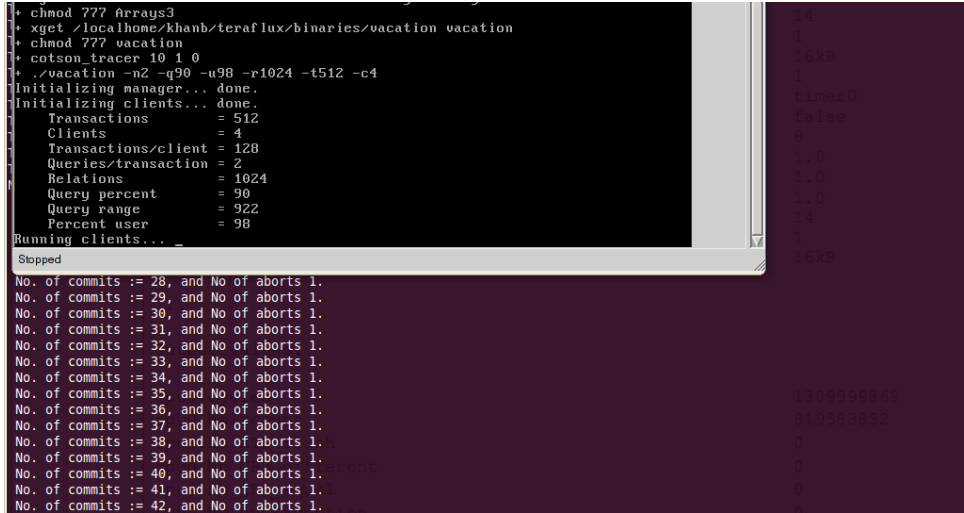 + chmod 777 Arrays3
+ xget /localhome/khanb/teraflux/binaries/vacation vacation
+ chmod 777 vacation
+ cotson_tracer 10 1 0
+ ./vacation -n2 -q90 -u98 -r1024 -t512 -c4
Initializing manager... done.
Initializing clients... done.
Transactions = 512
Clients = 4
Transactions/client = 128
Queries/transaction = 2
Relations = 1024
Query percent = 90
Query range = 922
Percent user = 98
Running clients... _
Stopped
No. of commits := 28, and No of aborts 1.
No. of commits := 29, and No of aborts 1.
No. of commits := 30, and No of aborts 1.
No. of commits := 31, and No of aborts 1.
No. of commits := 32, and No of aborts 1.
No. of commits := 33, and No of aborts 1.
No. of commits := 34, and No of aborts 1.
No. of commits := 35, and No of aborts 1.
No. of commits := 36, and No of aborts 1.
No. of commits := 37, and No of aborts 1.
No. of commits := 38, and No of aborts 1.
No. of commits := 39, and No of aborts 1.
No. of commits := 40, and No of aborts 1.
No. of commits := 41, and No of aborts 1.
No. of commits := 42, and No of aborts 1.
14
1
16kB
1
timer0
false
8
1.0
1.0
1.0
14
1
16kB
1309999869
819583852
0
0
0